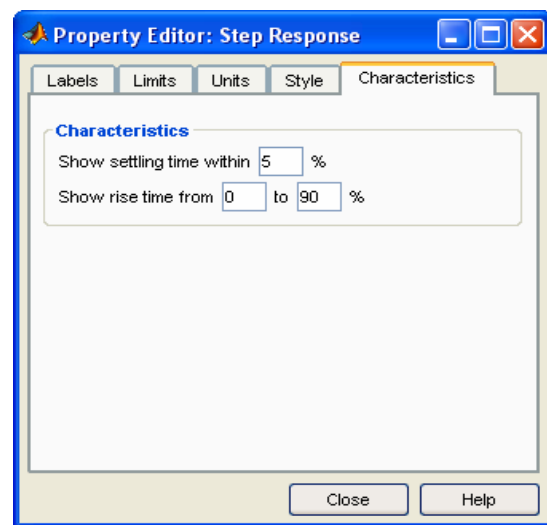 Property Editor: Step Response
Labels Limits Units Style Characteristics
Characteristics
Show settling time within 5 %
Show rise time from 0 to 90 %
Close Help